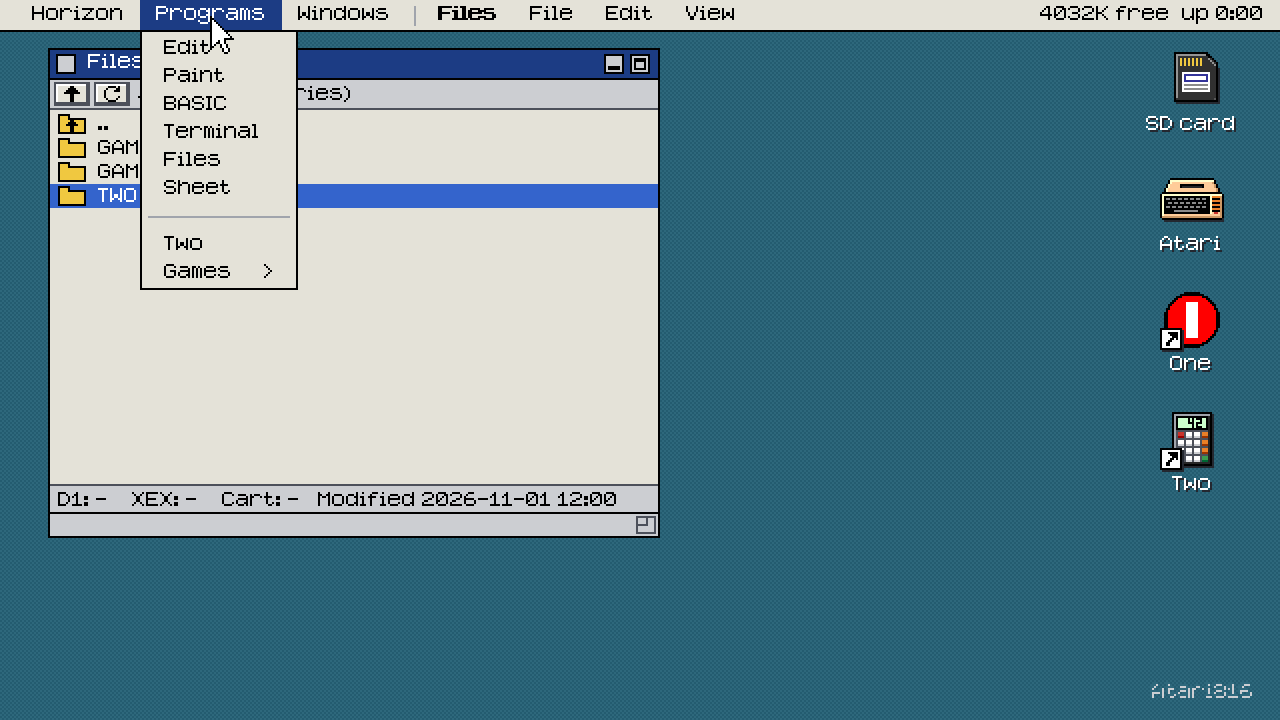 Horizon Programs Windows | Files File Edit View 4032K free up 0:00
Edit
Paint
BASIC
Terminal
Files
Sheet
Two
Games >
Files
ries)
..
GAM
GAM
TWO
D1: - XEX: - Cart: - Modified 2026-11-01 12:00
SD card
Atari
One
42
Two
Atari816